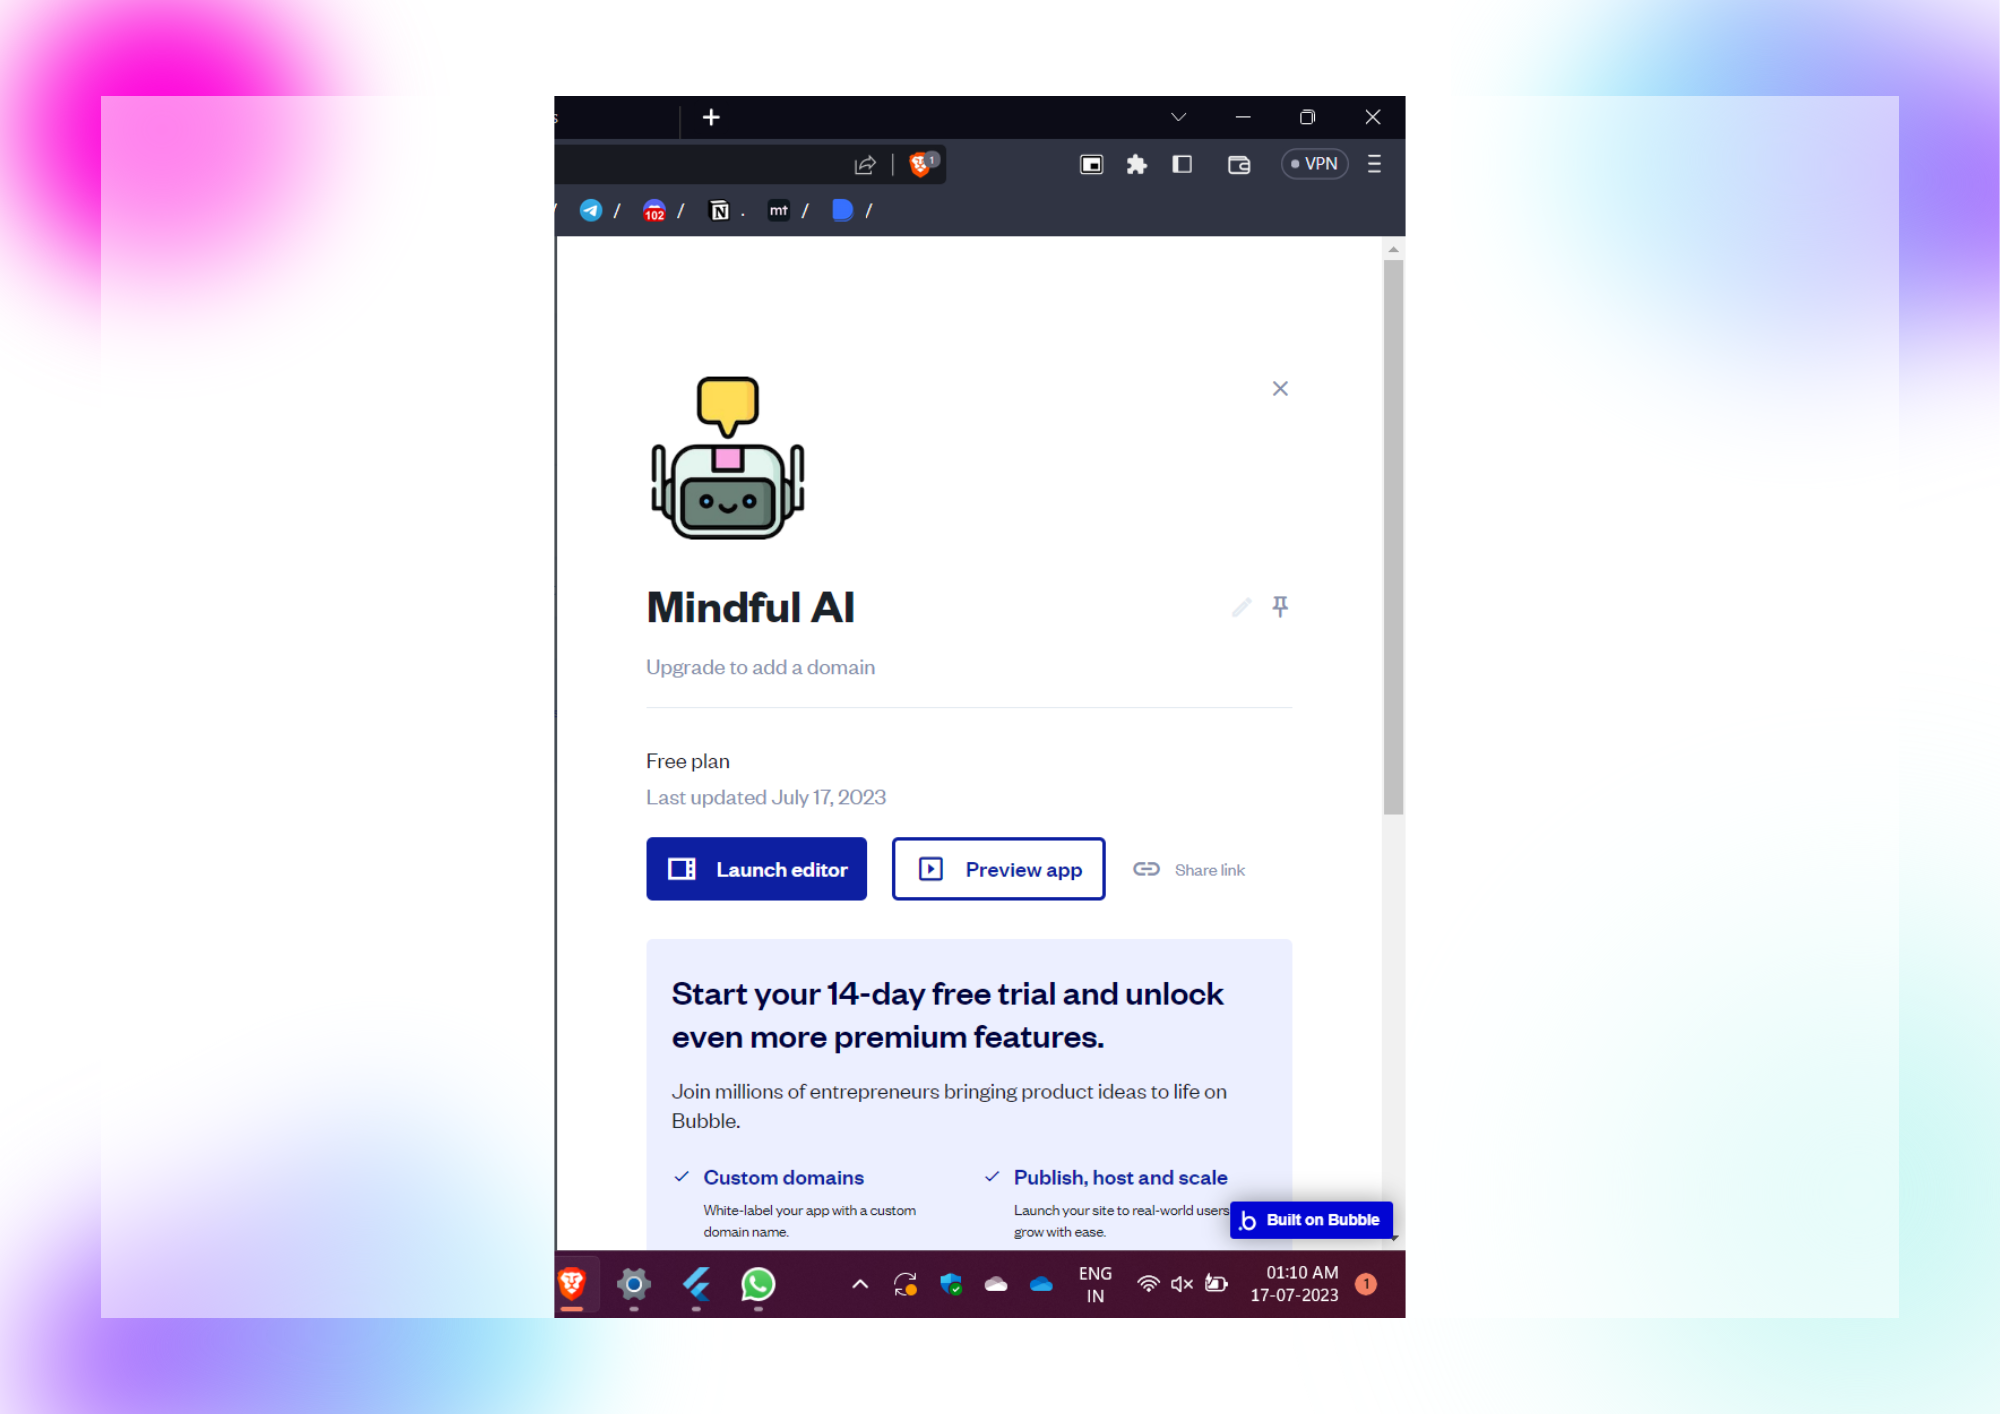 s
1
VPN
/ / 102 / N . mt / /
Mindful AI
Upgrade to add a domain
Free plan
Last updated July 17, 2023
Launch editor
Preview app
Share link
Start your 14-day free trial and unlock
even more premium features.
Join millions of entrepreneurs bringing product ideas to life on
Bubble.
Custom domains
White-label your app with a custom
domain name.
Publish, host and scale
Launch your site to real-world users
grow with ease.
b Built on Bubble
ENG
IN
01:10 AM
17-07-2023
1